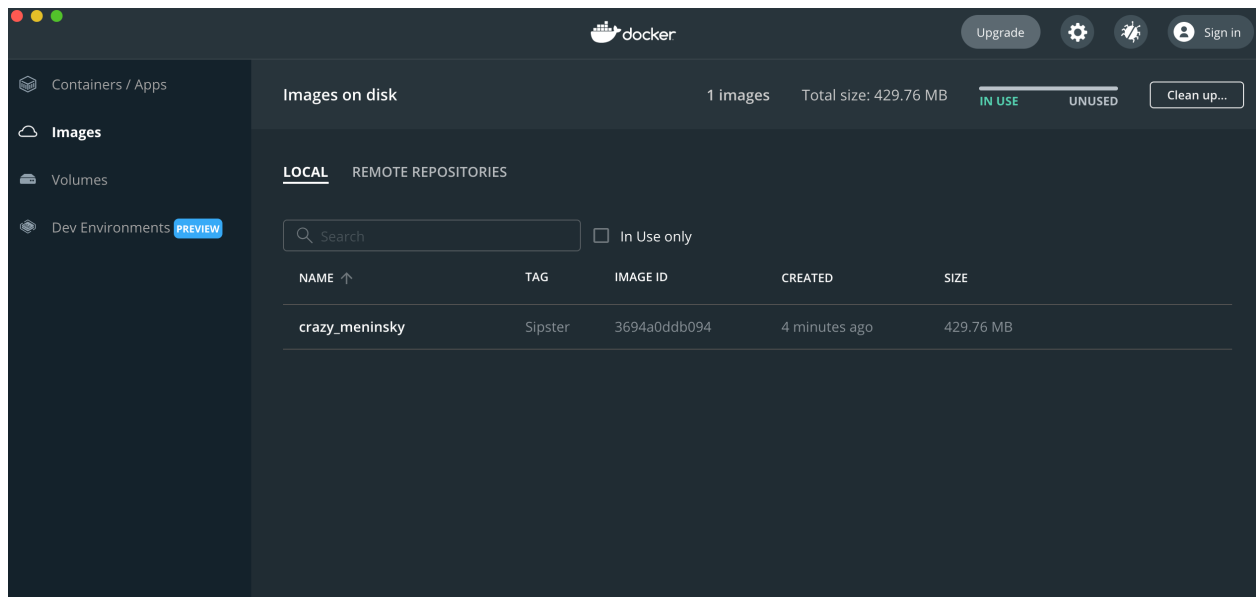 docker
Upgrade
Sign in
Containers / Apps
Images
Volumes
Dev Environments PREVIEW
Images on disk
1 images
Total size: 429.76 MB
IN USE
UNUSED
Clean up...
LOCAL
REMOTE REPOSITORIES
Search
In Use only
NAME TAG IMAGE ID CREATED SIZE
crazy_meninsky Sipster 3694a0ddb094 4 minutes ago 429.76 MB